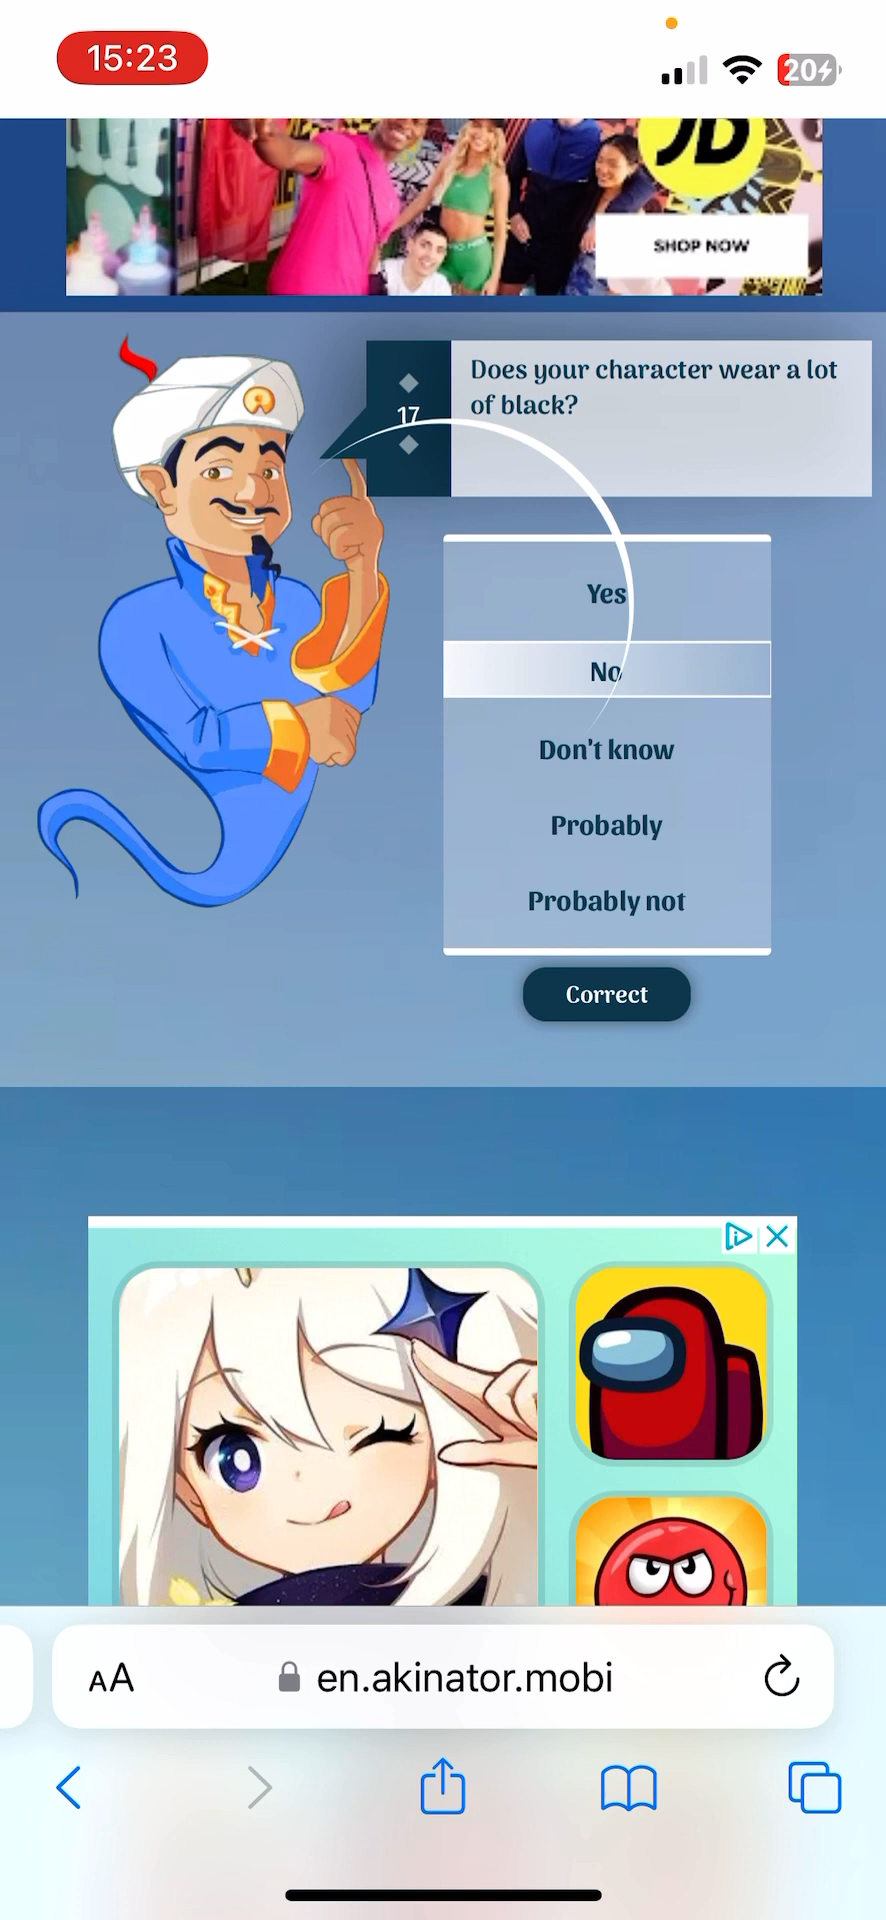 15:23
20
JD
SHOP NOW
17
Does your character wear a lot
of black?
Yes
No
Don't know
Probably
Probably not
Correct
AA
en.akinator.mobi